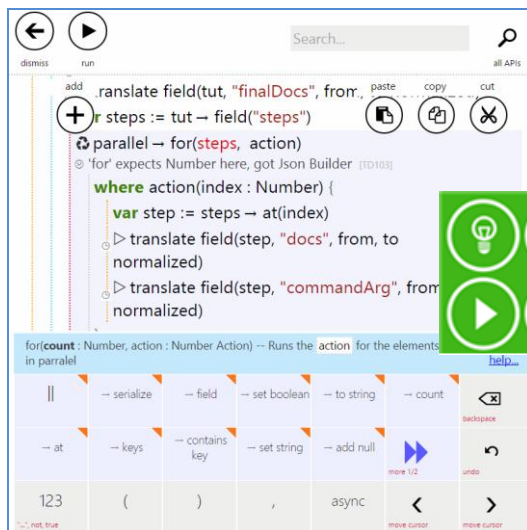 Search...
dismiss
run
all APIs
add
paste
copy
cut
ranslate field(tut, "finalDocs", from,
r steps := tut → field("steps")
parallel → for(steps, action)
'for' expects Number here, got Json Builder [TD103]
where action(index : Number) {
var step := steps → at(index)
▷ translate field(step, "docs", from, to
normalized)
▷ translate field(step, "commandArg", from
normalized)
for(count : Number, action : Number Action) -- Runs the action for the elements
in parralel
help...
||
→ serialize
→ field
→ set boolean
→ to string
→ count
backspace
→ at
→ keys
→ contains
key
→ set string
→ add null
more 1/2
undo
123
(
)
,
async
"...", not, true
move cursor
move cursor